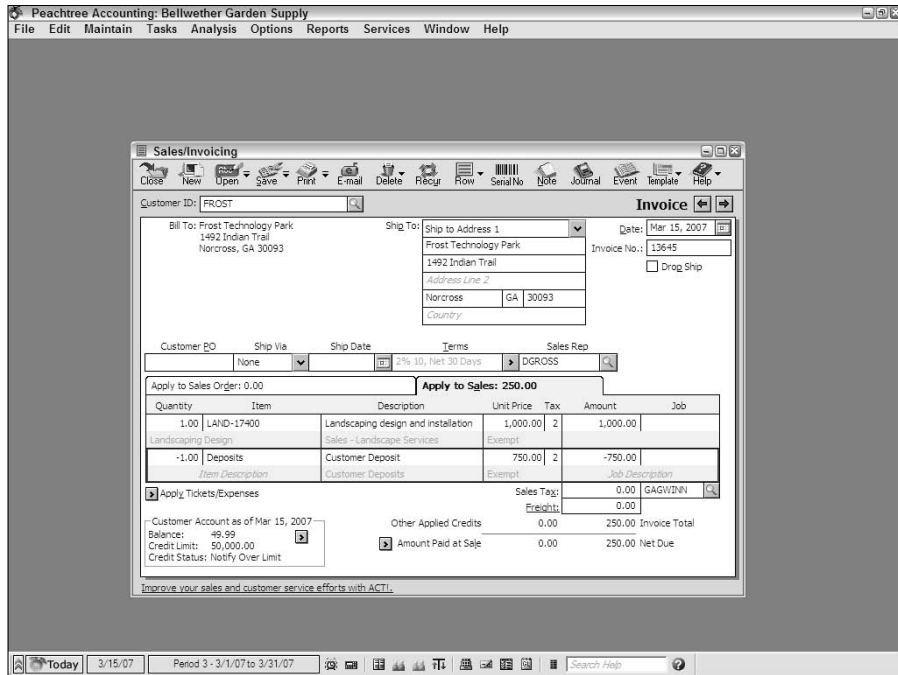 Peachtree Accounting: Bellwether Garden Supply
File Edit Maintain Tasks Analysis Options Reports Services Window Help
Sales/Invoicing
Close New Open Save Print E-mail Delete Recur Row Serial No Note Journal Event Template Help
Customer ID: FROST
Invoice
Bill To: Frost Technology Park
1492 Indian Trail
Norcross, GA 30093
Ship To: Ship to Address 1
Frost Technology Park
1492 Indian Trail
Address Line 2
Norcross GA 30093
Country
Date: Mar 15, 2007
Invoice No.: 13645
Drop Ship
Customer PO Ship Via Ship Date Terms Sales Rep
None 2% 10, Net 30 Days DGROSS
Apply to Sales Order: 0.00 Apply to Sales: 250.00
Quantity Item Description Unit Price Tax Amount Job
1.00 LAND-17400 Landscaping design and installation 1,000.00 2 1,000.00
Landscaping Design Sales - Landscape Services Exempt
-1.00 Deposits Customer Deposit 750.00 2 -750.00
Item Description Customer Deposits Exempt Job Description
Apply Tickets/Expenses
Sales Tax: 0.00 GAGWINN
Freight: 0.00
Customer Account as of Mar 15, 2007
Balance: 49.99
Credit Limit: 50,000.00
Credit Status: Notify Over Limit
Other Applied Credits 0.00 250.00 Invoice Total
Amount Paid at Sale 0.00 250.00 Net Due
Improve your sales and customer service efforts with ACT!.
Today 3/15/07 Period 3 - 3/1/07 to 3/31/07 Search Help